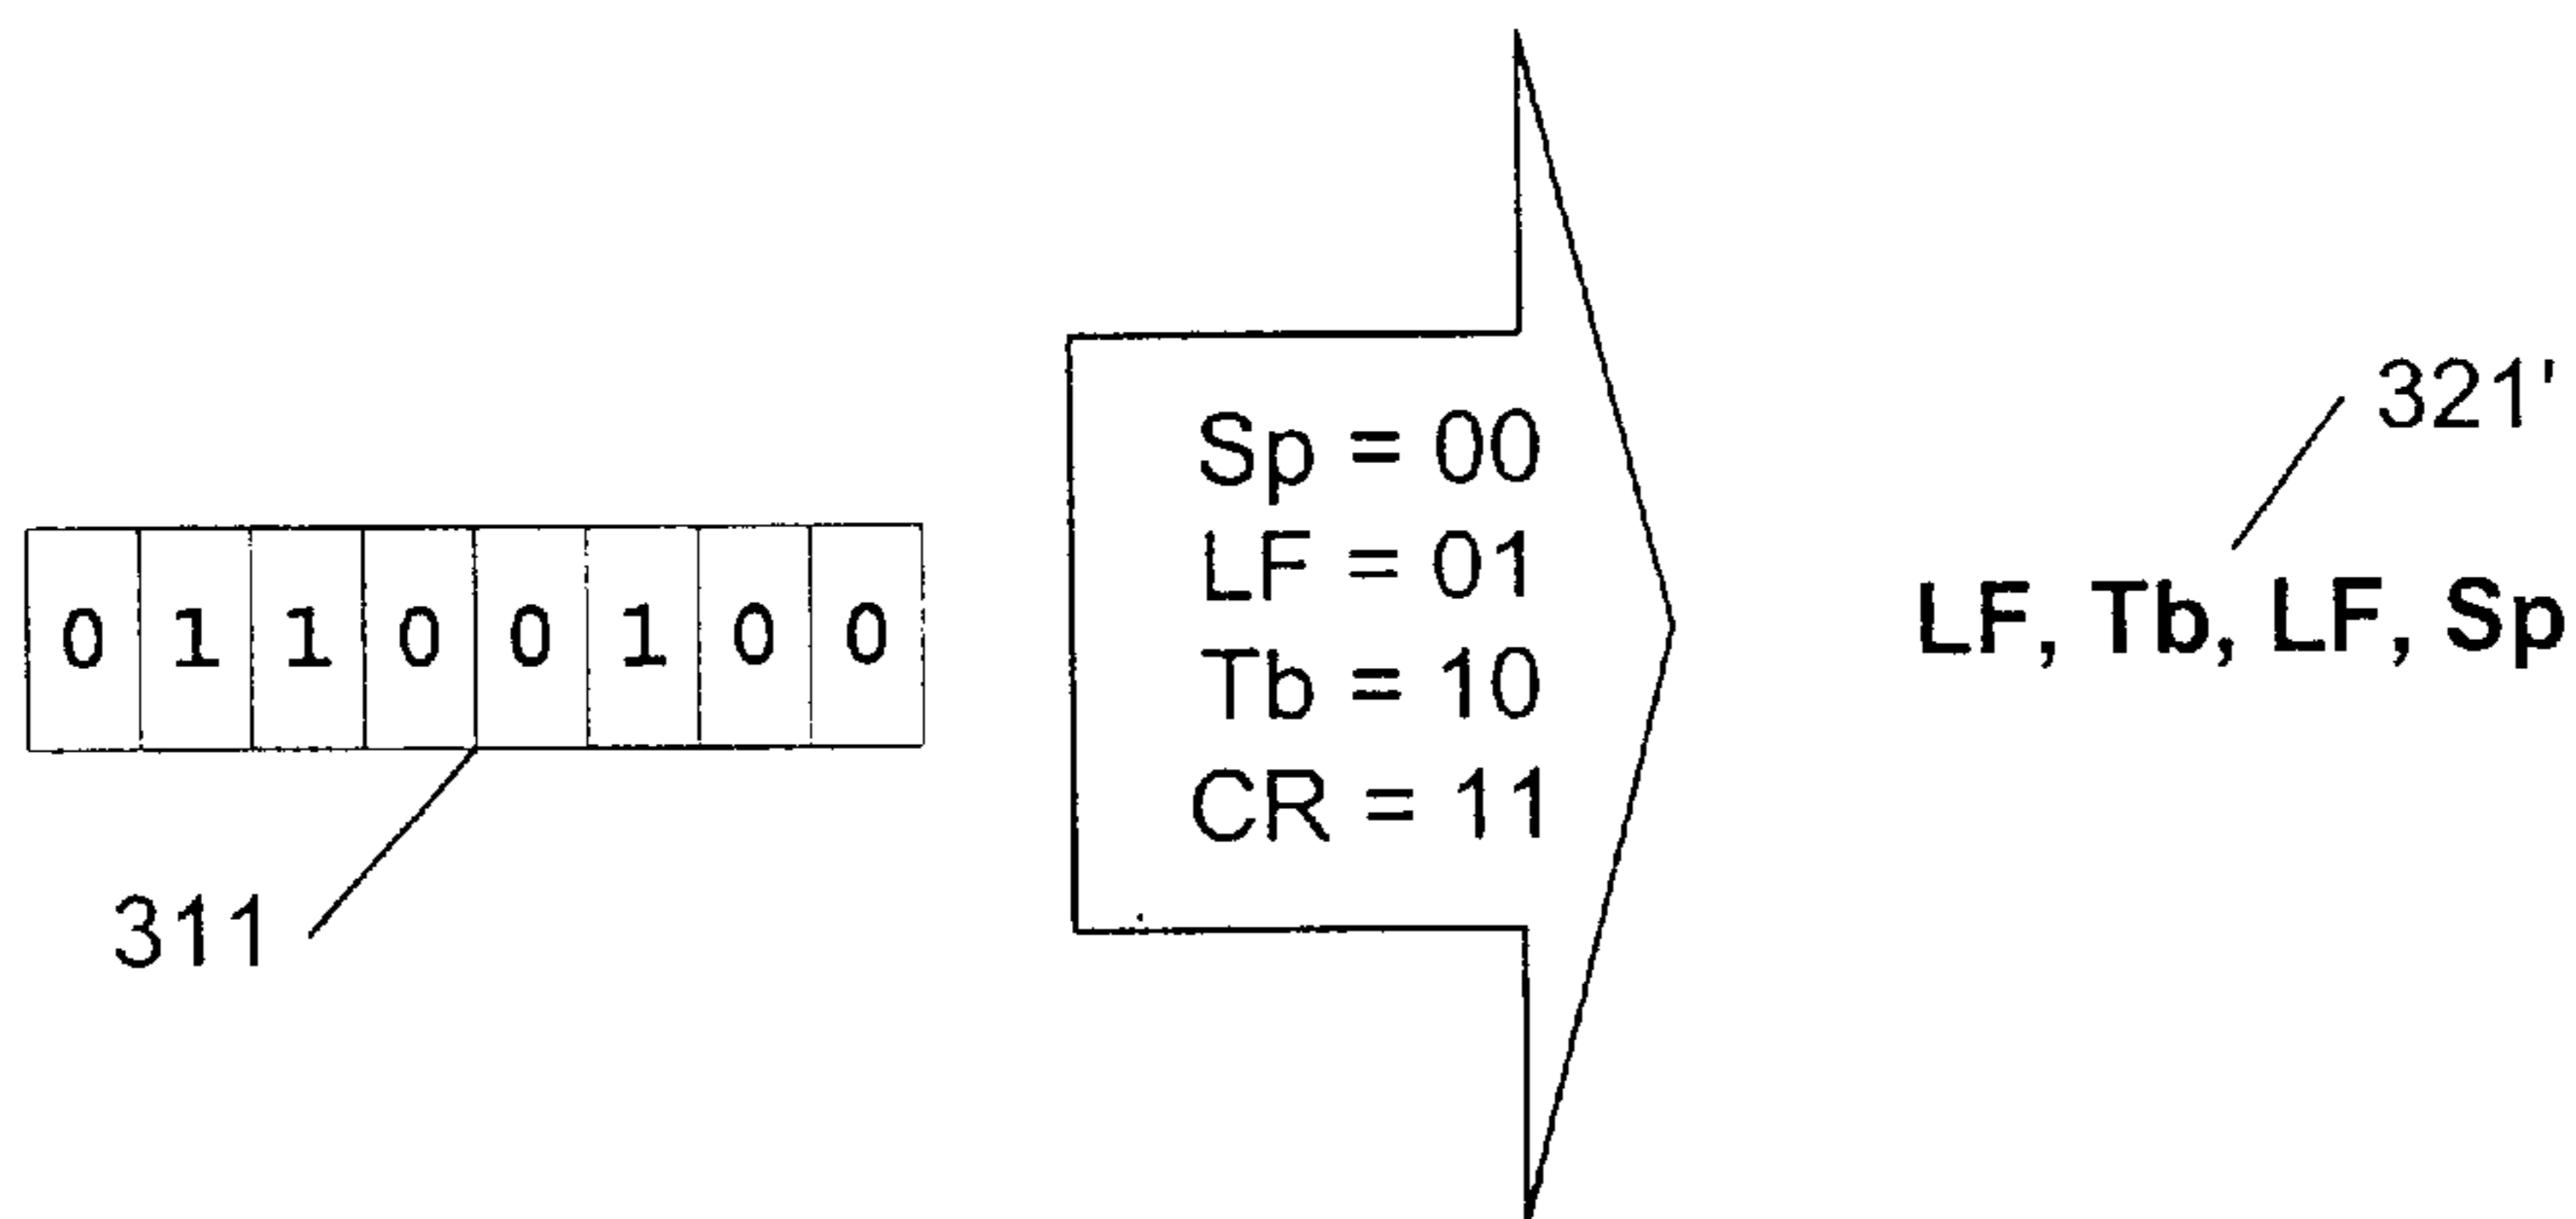 0 1 1 0 0 1 0 0
311
Sp = 00
LF = 01
Tb = 10
CR = 11
321'
LF, Tb, LF, Sp